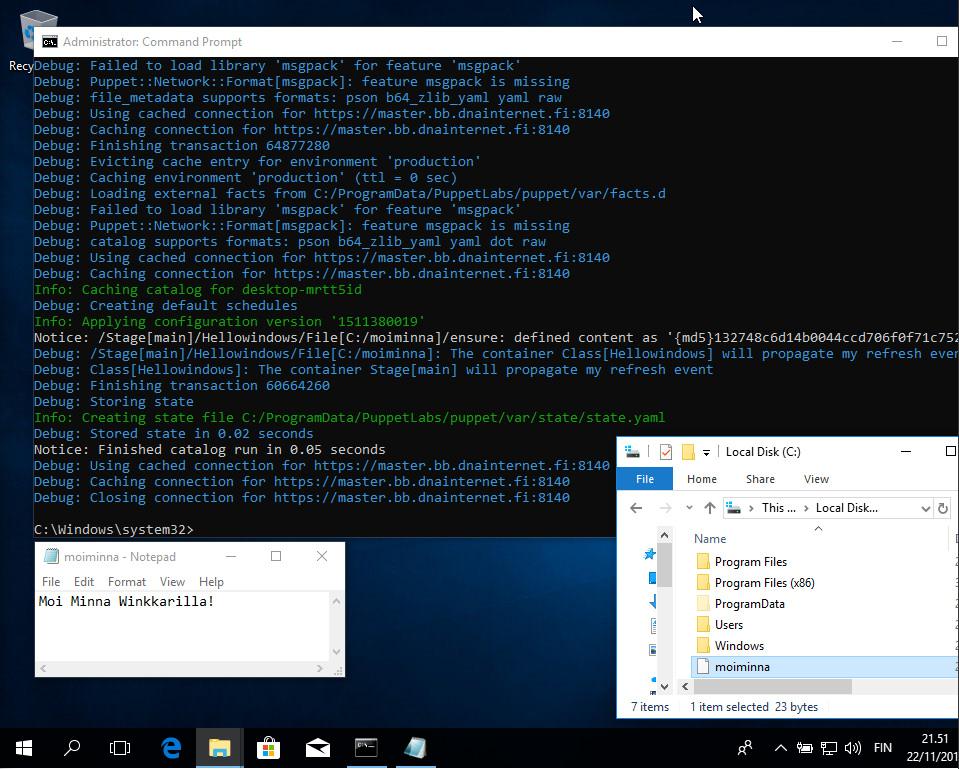 Recy
Administrator: Command Prompt
Debug: Failed to load library 'msgpack' for feature 'msgpack'
Debug: Puppet::Network::Format[msgpack]: feature msgpack is missing
Debug: file_metadata supports formats: pson b64_zlib_yaml yaml raw
Debug: Using cached connection for https://master.bb.dnainternet.fi:8140
Debug: Caching connection for https://master.bb.dnainternet.fi:8140
Debug: Finishing transaction 64877280
Debug: Evicting cache entry for environment 'production'
Debug: Caching environment 'production' (ttl = 0 sec)
Debug: Loading external facts from C:/ProgramData/PuppetLabs/puppet/var/facts.d
Debug: Failed to load library 'msgpack' for feature 'msgpack'
Debug: Puppet::Network::Format[msgpack]: feature msgpack is missing
Debug: catalog supports formats: pson b64_zlib_yaml yaml dot raw
Debug: Using cached connection for https://master.bb.dnainternet.fi:8140
Debug: Caching connection for https://master.bb.dnainternet.fi:8140
Info: Caching catalog for desktop-mrtt5id
Debug: Creating default schedules
Info: Applying configuration version '1511380019'
Notice: /Stage[main]/Hellowindows/File[C:/moiminna]/ensure: defined content as '{md5}132748c6d14b0044ccd706f0f71c752
Debug: /Stage[main]/Hellowindows/File[C:/moiminna]: The container Class[Hellowindows] will propagate my refresh even
Debug: Class[Hellowindows]: The container Stage[main] will propagate my refresh event
Debug: Finishing transaction 60664260
Debug: Storing state
Info: Creating state file C:/ProgramData/PuppetLabs/puppet/var/state/state.yaml
Debug: Stored state in 0.02 seconds
Notice: Finished catalog run in 0.05 seconds
Debug: Using cached connection for https://master.bb.dnainternet.fi:8140
Debug: Caching connection for https://master.bb.dnainternet.fi:8140
Debug: Closing connection for https://master.bb.dnainternet.fi:8140
C:\Windows\system32>
moiminna - Notepad
File Edit Format View Help
Moi Minna Winkkarilla!
Local Disk (C:)
File Home Share View
This ... Local Disk...
Name
Program Files
Program Files (x86)
ProgramData
Users
Windows
moiminna
7 items 1 item selected 23 bytes
FIN
21.51
22/11/201